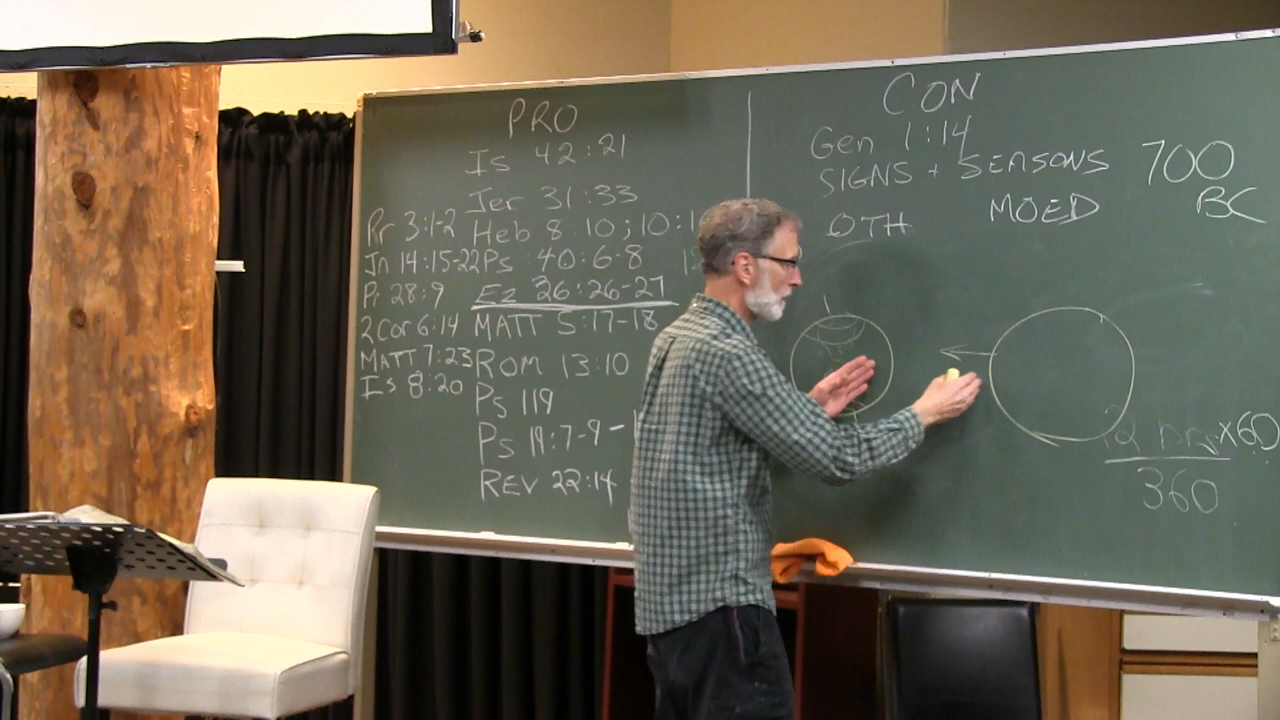 PRO
Is 42:21
Jer 31:33
Heb 8:10; 10:1
Ps 40:6-8
Ez 36:26-27
MATT 5:17-18
ROM 13:10
Ps 119
Ps 19:7-9-
REV 22:14
3:1-2
Jn 14:15-22
Pr 28:9
2 Cor 6:14
MATT 7:23
Is 8:20
CON
Gen 1:14
SIGNS + SEASONS
OTH MOED
700
BC
x60
360